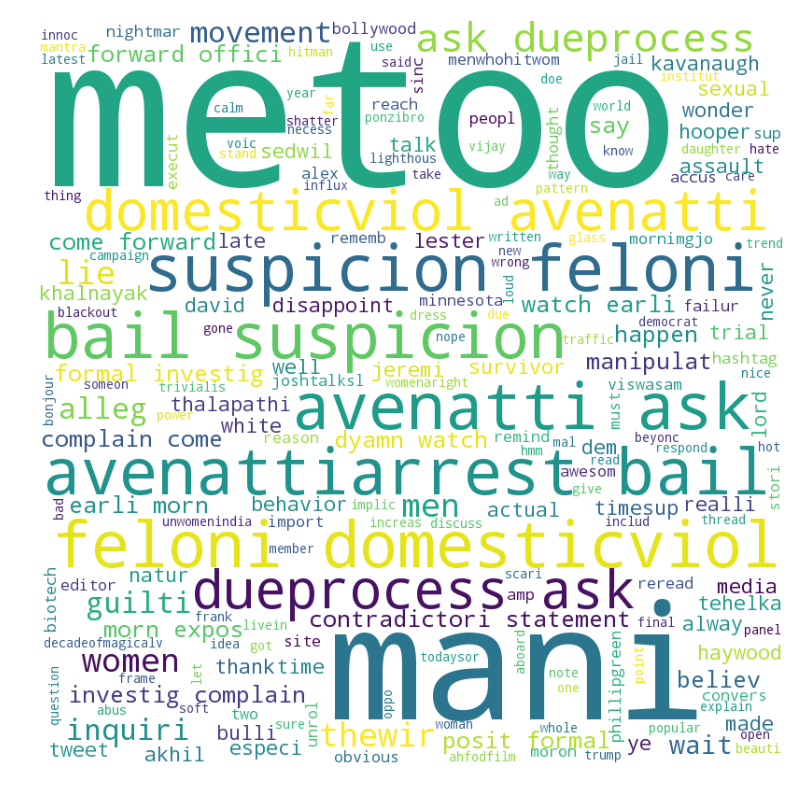 innoc nightmar movement bollywood ask dueprocess
mantra forward offici hitman use said sinc menwhohitwom jail kavanaugh
latest metoo doe institut sexual
calm year far reach peopl world say wonder
execut voic shatter necess ponzibro thought hooper sup
stand sedwil lighthous talk vijay know daughter hate
alex influx take way pattern accus care assault
thing domesticviol avenatti ad
come forward late rememb lester written glass mornimgjo trend
campaign suspicion feloni new wrong loud never
lie khalnayak david disappoint minnesota watch earli failur
blackout gone dress due democrat
bail suspicion nope traffic happen trial
formal investig well jeremi survivor manipulat hashtag nice
someon trivialis joshtalksl womenaright viswasam
bonjour alleg power thalapathi avenatti ask must lord
white
complain come reason dyamn watch remind mal dem beyonc respond hot
hmm read awesom
avenattiarrest bail give stori
bad earli morn behavior implic men actual timesup realli
unwomenindia import increas discuss includ thread
member feloni domesticviol
biotech editor natur dueprocess ask scari reread media
amp
guilti contradictori statement tehelka
morn expos frank livein site final panel alway
decadeofmagicalv idea got mani
women thank time todaysor aboard phillipgreen haywood
question frame let note point believ
investig complain soft oppo one convers explain
abus two unrol woman whole made
inquiri bulli sure thewir posit formal ye wait popular open
tweet akhil especi obvious ahfodfilm moron trump beauti